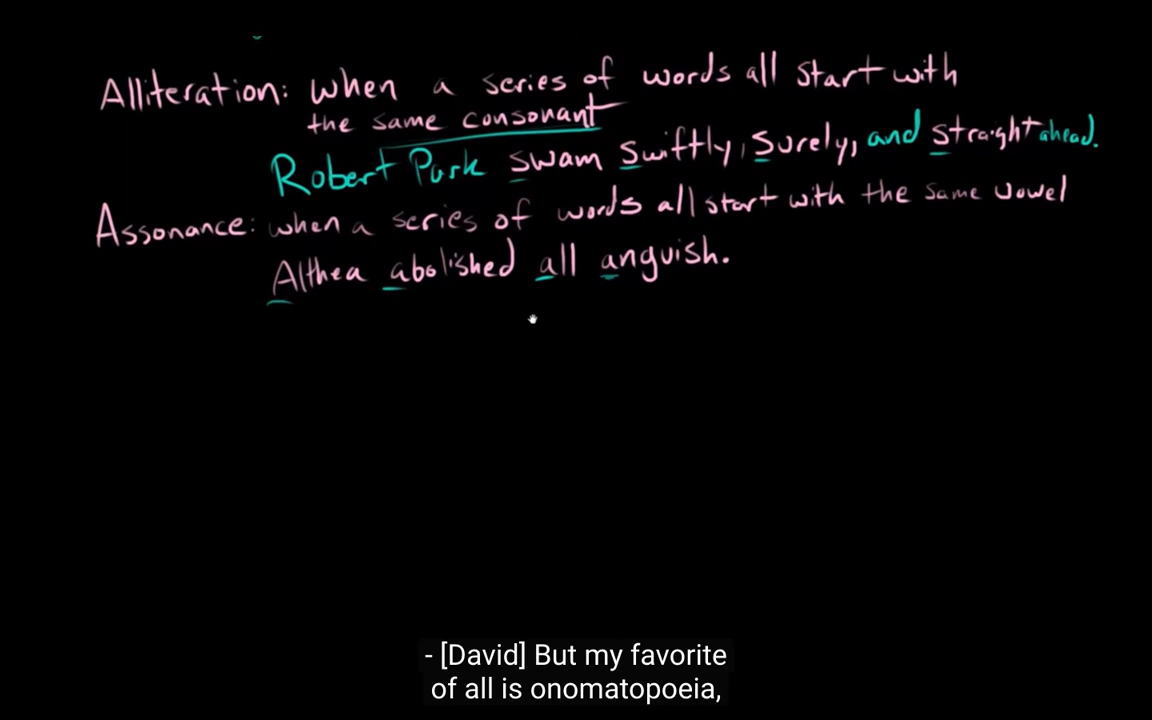 Alliteration: when a series of words all start with
the same consonant
Robert Park swam swiftly, surely, and straight ahead.
Assonance: when a series of words all start with the same vowel
Althea abolished all anguish.
- [David] But my favorite
of all is onomatopoeia,